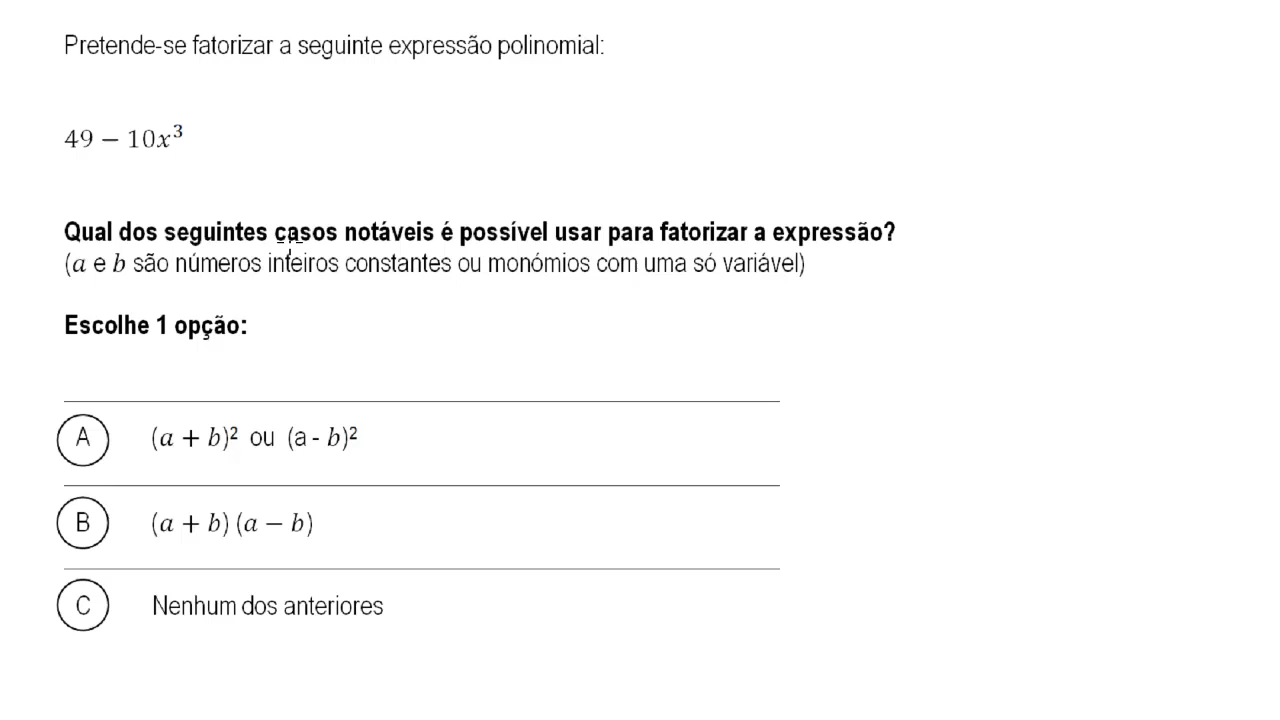 Pretende-se fatorizar a seguinte expressão polinomial:
49 − 10x³
Qual dos seguintes casos notáveis é possível usar para fatorizar a expressão?
(a e b são números inteiros constantes ou monómios com uma só variável)
Escolhe 1 opção:
A (a + b)² ou (a - b)²
B (a + b) (a − b)
C Nenhum dos anteriores